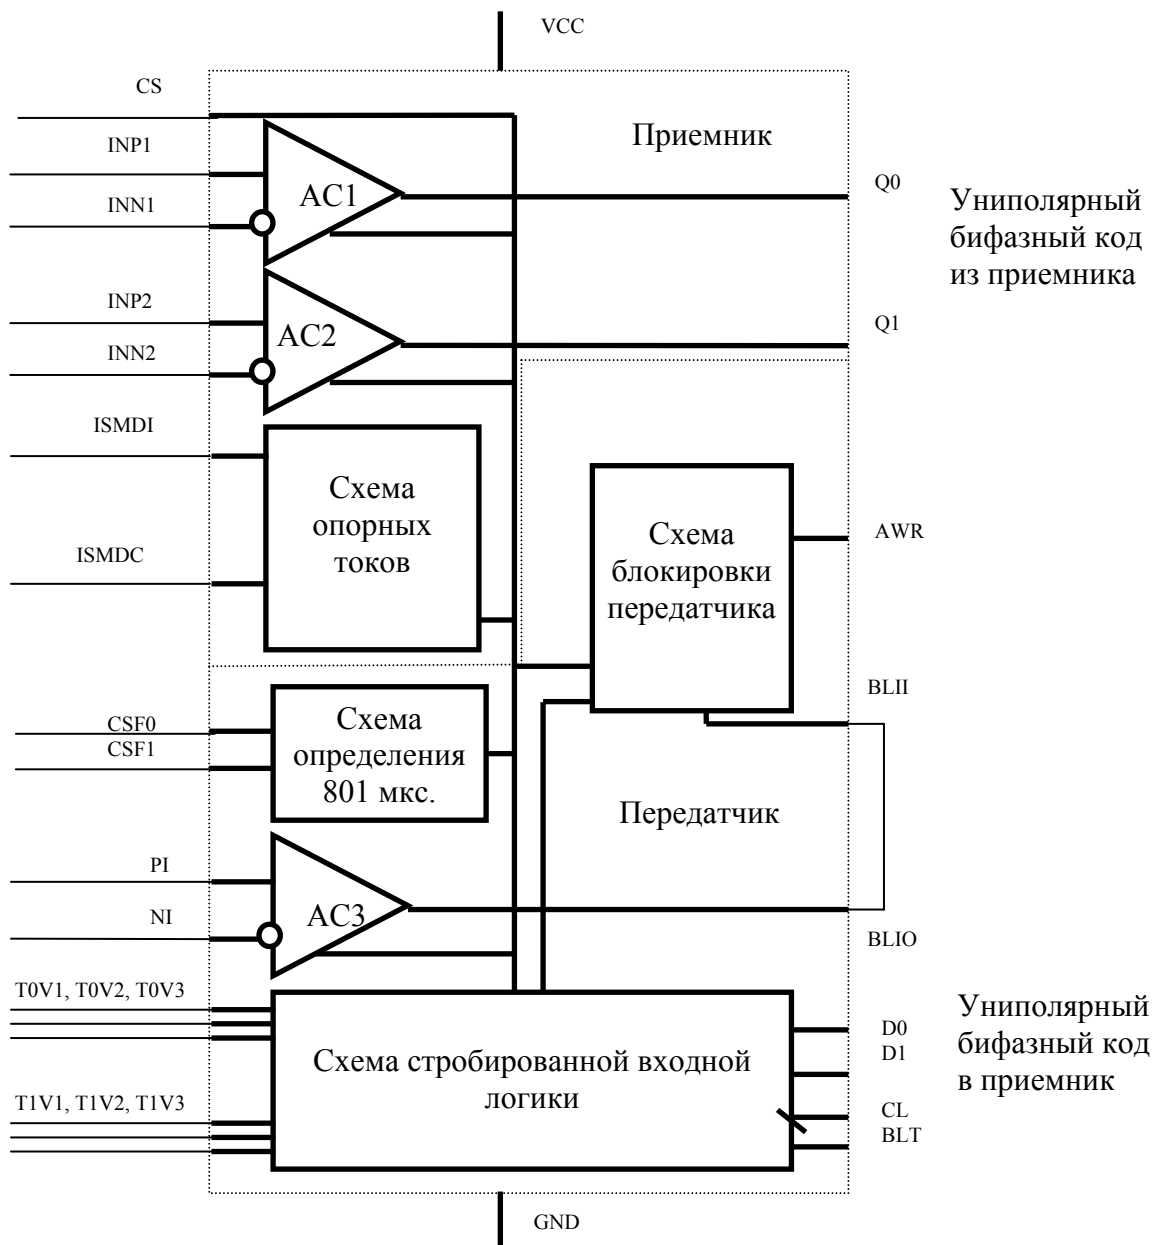 VCC
CS
Приемник
INP1
AC1
Q0
INN1
Униполярный
бифазный код
из приемника
INP2
AC2
Q1
INN2
ISMDI
Схема
опорных
токов
ISMDC
Схема
блокировки
передатчика
AWR
BLII
CSF0
CSF1
Схема
определения
801 мкс.
Передатчик
PI
AC3
NI
BLIO
T0V1, T0V2, T0V3
Схема стробированной входной
логики
D0
D1
Униполярный
бифазный код
в приемник
T1V1, T1V2, T1V3
CL
BLT
GND